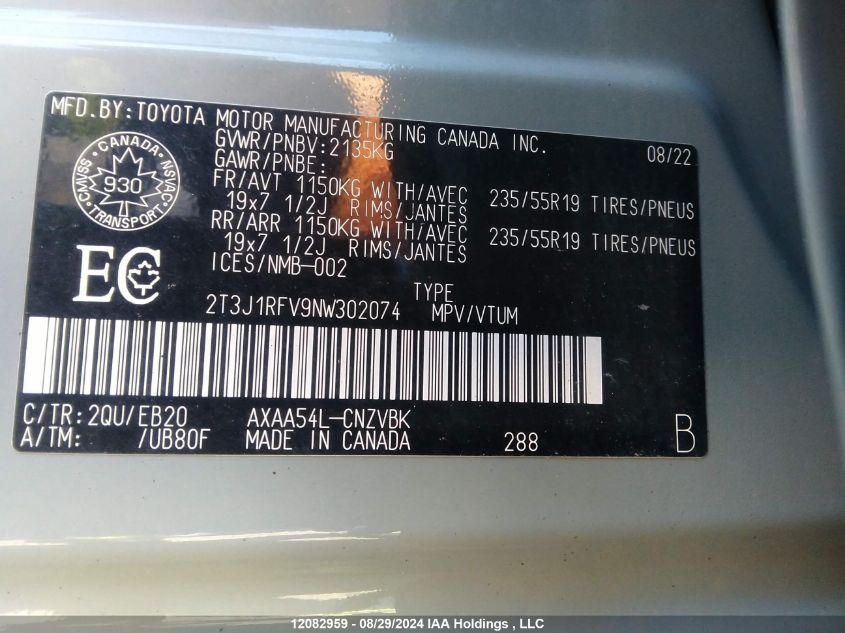 MFD.BY:TOYOTA MOTOR MANUFACTURING CANADA INC. 08/22
GVWR/PNBV:2135KG
GAWR/PNBE:
FR/AVT 1150KG WITH/AVEC 235/55R19 TIRES/PNEUS
19x7 1/2J RIMS/JANTES
RR/ARR 1150KG WITH/AVEC 235/55R19 TIRES/PNEUS
19x7 1/2J RIMS/JANTES
ICES/NMB-002
CANADA
CMVSS 930 NSVAC
TRANSPORT
EC
TYPE
2T3J1RFV9NW302074 MPV/VTUM
C/TR:2QU/EB20 AXAA54L-CNZVBK
A/TM: /UB80F MADE IN CANADA 288 B
12082959 - 08/29/2024 IAA Holdings , LLC